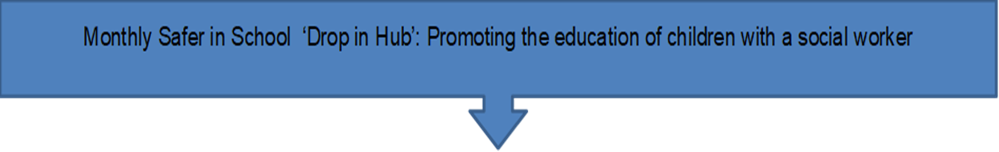 Monthly Safer in School ‘Drop in Hub’: Promoting the education of children with a social worker